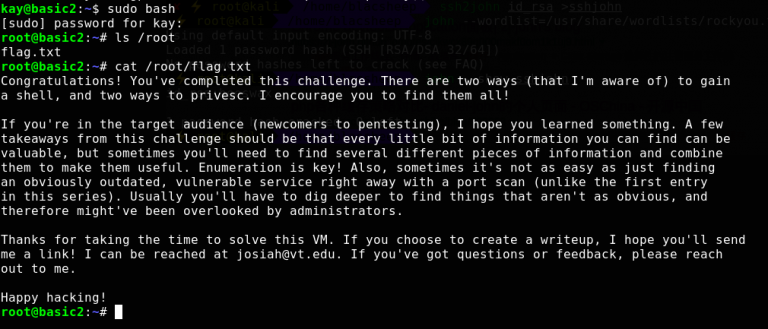 kay@basic2:~$ sudo bash
[sudo] password for kay:
root@basic2:~# ls /root
flag.txt
root@basic2:~# cat /root/flag.txt
Congratulations! You've completed this challenge. There are two ways (that I'm aware of) to gain
a shell, and two ways to privesc. I encourage you to find them all!

If you're in the target audience (newcomers to pentesting), I hope you learned something. A few
takeaways from this challenge should be that every little bit of information you can find can be
valuable, but sometimes you'll need to find several different pieces of information and combine
them to make them useful. Enumeration is key! Also, sometimes it's not as easy as just finding
an obviously outdated, vulnerable service right away with a port scan (unlike the first entry
in this series). Usually you'll have to dig deeper to find things that aren't as obvious, and
therefore might've been overlooked by administrators.

Thanks for taking the time to solve this VM. If you choose to create a writeup, I hope you'll send
me a link! I can be reached at josiah@vt.edu. If you've got questions or feedback, please reach
out to me.

Happy hacking!
root@basic2:~#